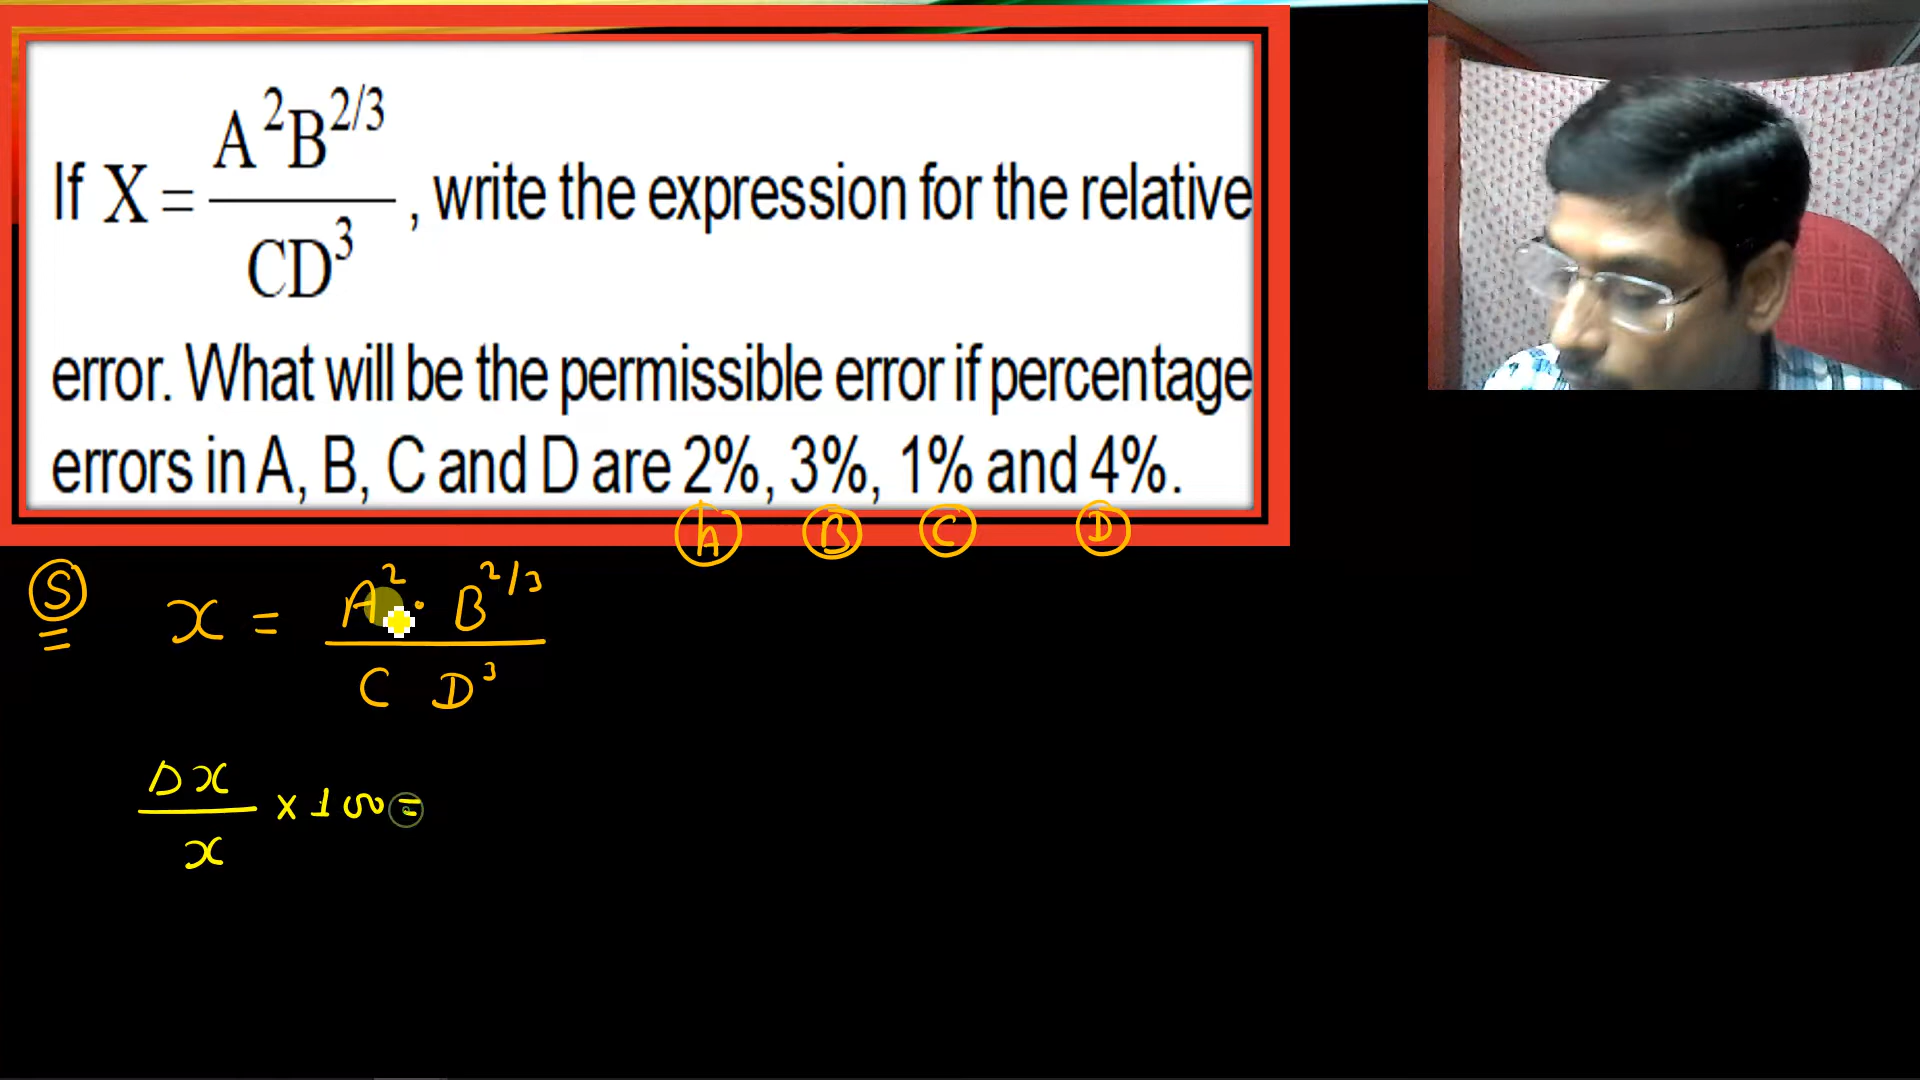 If X = A²B^2/3 / CD³, write the expression for the relative
error. What will be the permissible error if percentage
errors in A, B, C and D are 2%, 3%, 1% and 4%.
A B C D
S x = A² · B^2/3 / C D³
Δx / x × 100 =